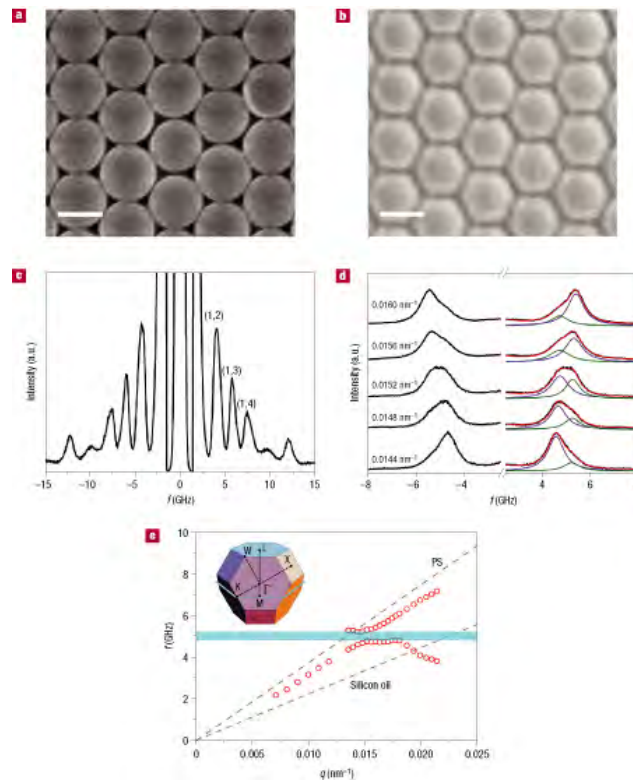 a
b
c
Intensity (a.u.)
(1,2)
(1,3)
(1,4)
−15 −10 −5 0 5 10 15
f (GHz)
d
Intensity (a.u.)
0.0160 nm⁻¹
0.0156 nm⁻¹
0.0152 nm⁻¹
0.0148 nm⁻¹
0.0144 nm⁻¹
−8 −6 −4 4 6 8
f (GHz)
e
f (GHz)
10
8
6
4
2
0
W
X
K
Γ
M
PS
Silicon oil
0 0.005 0.010 0.015 0.020 0.025
q (nm⁻¹)